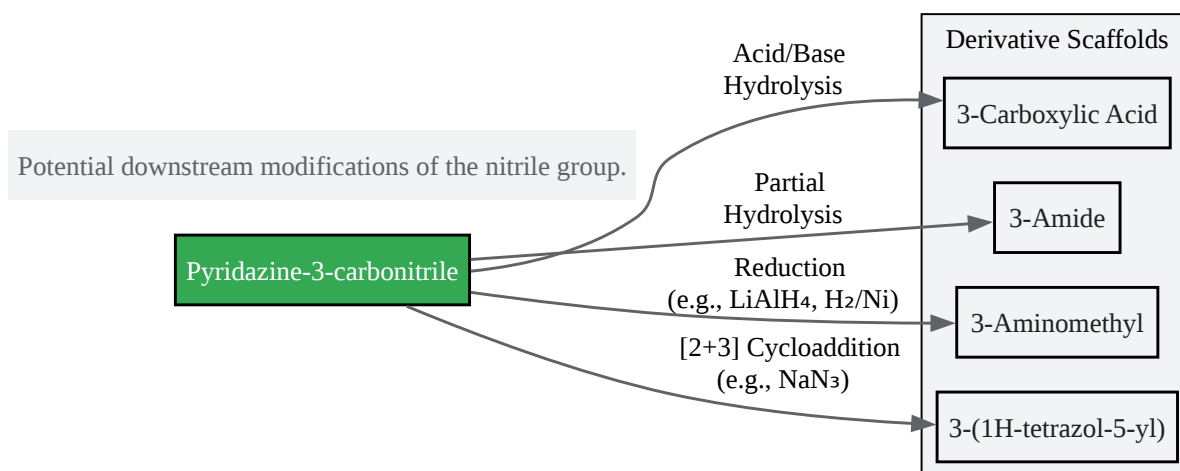 Derivative Scaffolds
Acid/Base
Hydrolysis
3-Carboxylic Acid
Potential downstream modifications of the nitrile group.
Partial
Hydrolysis
3-Amide
Pyridazine-3-carbonitrile
Reduction
(e.g., LiAlH₄, H₂/Ni)
3-Aminomethyl
[2+3] Cycloaddition
(e.g., NaN₃)
3-(1H-tetrazol-5-yl)